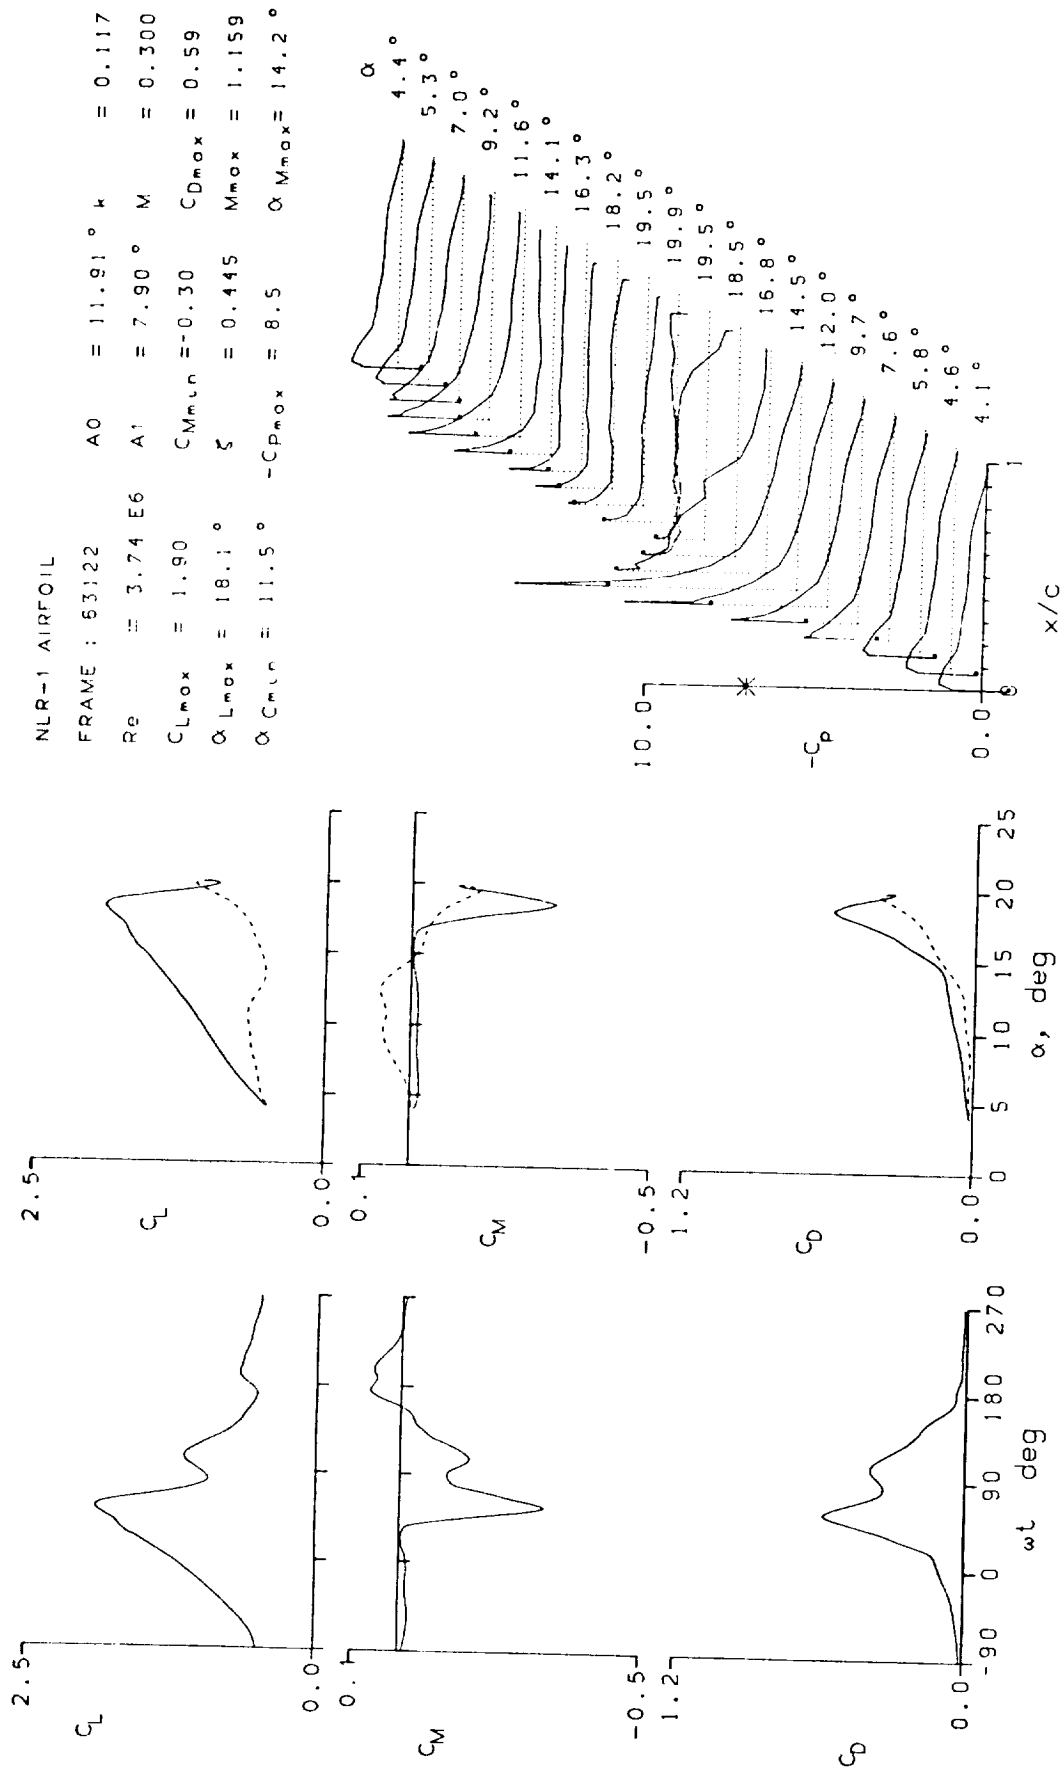 NLR-1 AIRFOIL
FRAME : 63122 A0 = 11.91 ° k = 0.117
Re = 3.74 E6 A1 = 7.90 ° M = 0.300
CLmax = 1.90 CMmin =-0.30 CDmax = 0.59
αLmax = 18.1 ° ζ = 0.445 Mmax = 1.159
αCmin = 11.5 ° -CPmax = 8.5 αMmax= 14.2 °
2.5
CL
0.0
0.1
CM
-0.5
1.2
CD
0.0
-90 0 90 180 270
ωt deg
2.5
CL
0.0
0.1
CM
-0.5
1.2
CD
0.0
0 5 10 15 20 25
α, deg
α
4.4 °
5.3 °
7.0 °
9.2 °
11.6 °
14.1 °
16.3 °
18.2 °
19.5 °
19.9 °
19.5 °
18.5 °
16.8 °
14.5 °
12.0 °
9.7 °
7.6 °
5.8 °
4.6 °
4.1 °
10.0
-Cp
0.0
0
1
x/c